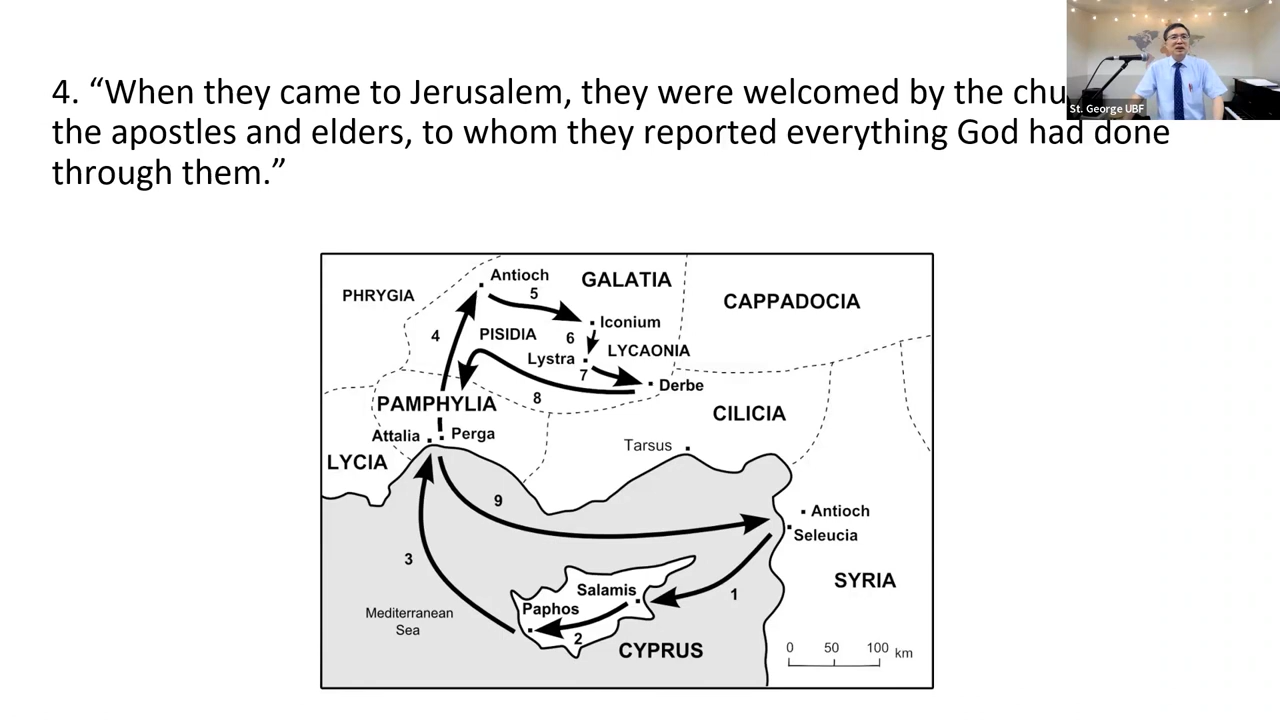 4. “When they came to Jerusalem, they were welcomed by the
the apostles and elders, to whom they reported everything God had done
through them.”
St. George UBF
Antioch
GALATIA
5
PHRYGIA
CAPPADOCIA
Iconium
4
PISIDIA
6
LYCAONIA
Lystra
7
Derbe
8
PAMPHYLIA
CILICIA
Attalia
Perga
Tarsus
LYCIA
9
Antioch
Seleucia
3
SYRIA
Salamis
1
Paphos
Mediterranean
Sea
2
CYPRUS
0 50 100 km